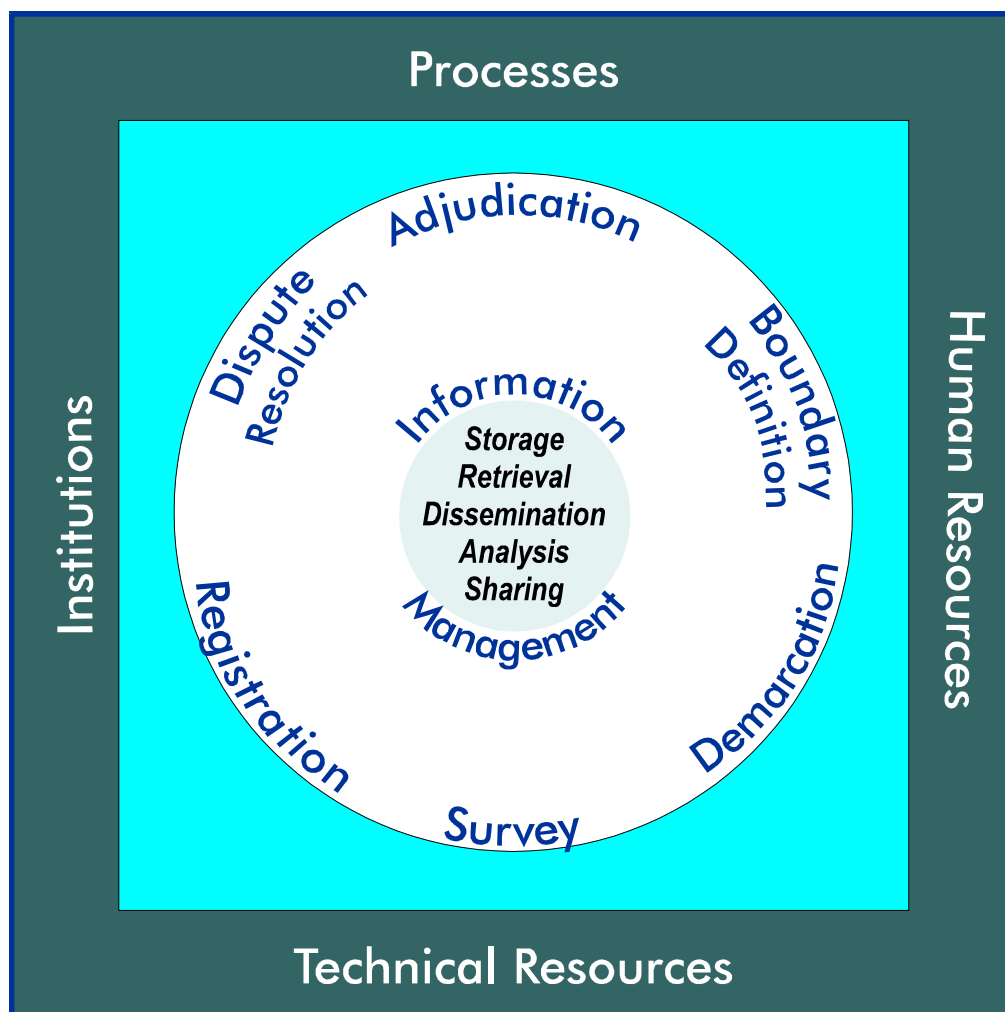 Processes
Adjudication
Dispute
Resolution
Boundary
Definition
Human Resources
Institutions
Information
Storage
Retrieval
Dissemination
Analysis
Sharing
Management
Registration
Demarcation
Survey
Technical Resources